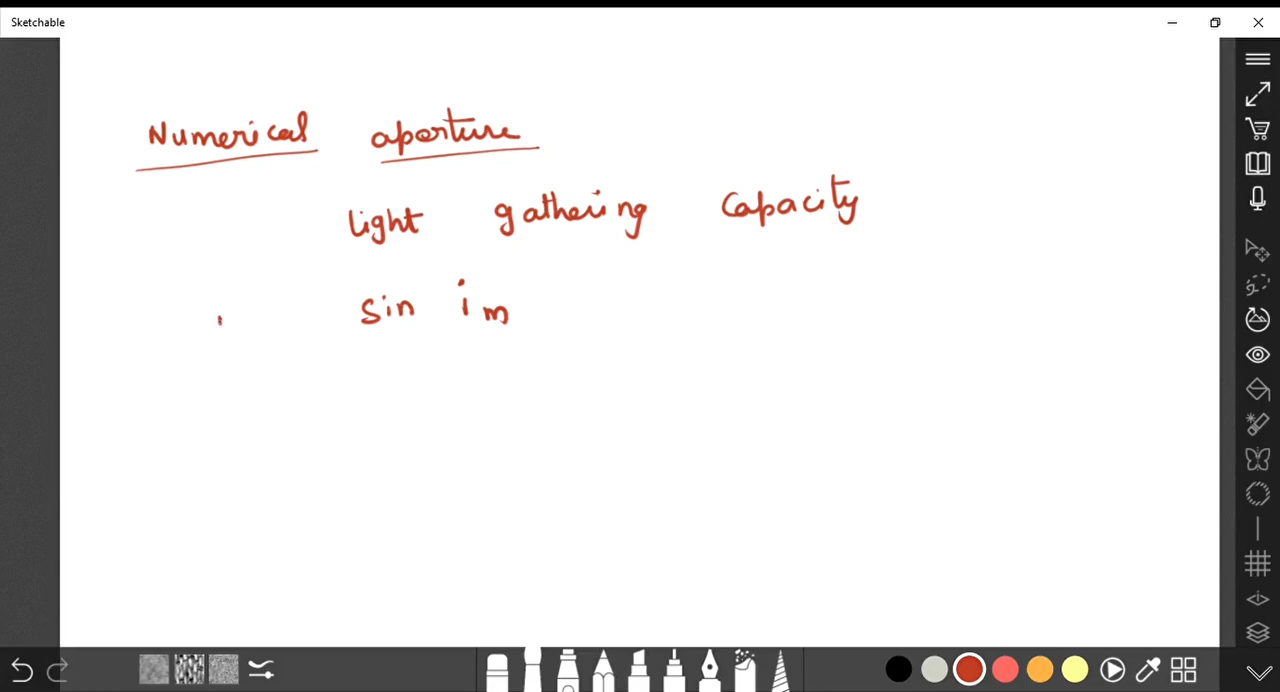 Sketchable
Numerical aperture
light gathering capacity
sin im